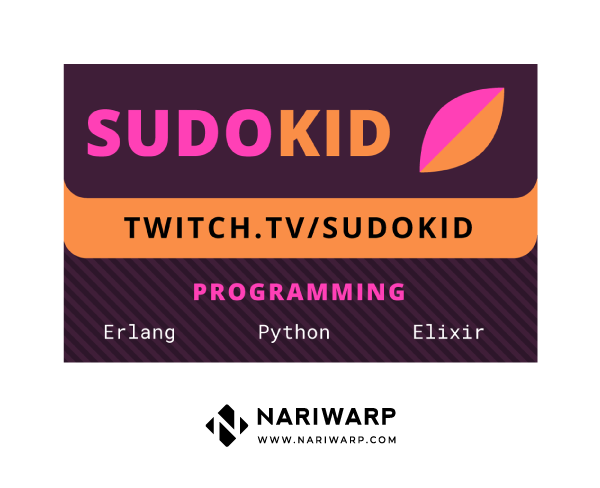 SUDOKID
TWITCH.TV/SUDOKID
PROGRAMMING
Erlang Python Elixir
NARIWARP
WWW.NARIWARP.COM